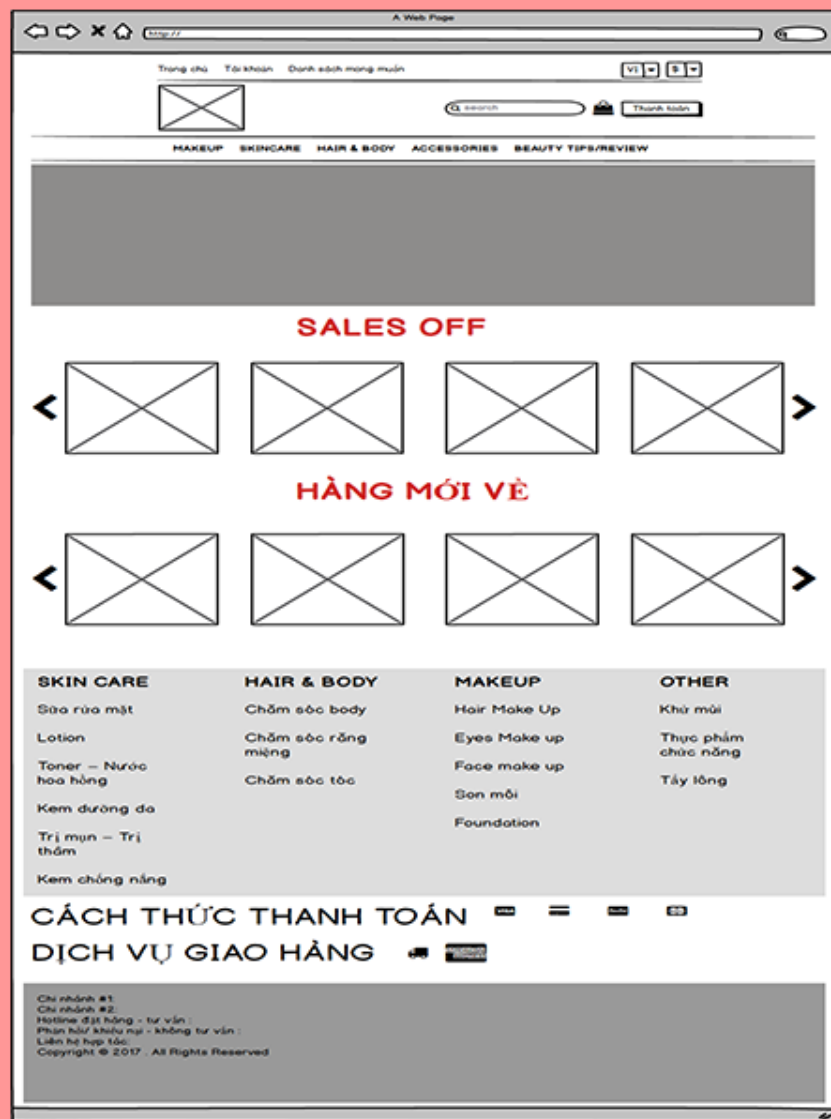 A Web Page
http://
Trang chủ Tài khoản Danh sách mong muốn
VI $
search
Thanh toán
MAKEUP SKINCARE HAIR & BODY ACCESSORIES BEAUTY TIPS/REVIEW
SALES OFF
HÀNG MỚI VỀ
SKIN CARE
Sữa rửa mặt
Lotion
Toner – Nước
hoa hồng
Kem dưỡng da
Trị mụn – Trị
thâm
Kem chống nắng
HAIR & BODY
Chăm sóc body
Chăm sóc răng
miệng
Chăm sóc tóc
MAKEUP
Hair Make Up
Eyes Make up
Face make up
Son môi
Foundation
OTHER
Khử mùi
Thực phẩm
chức năng
Tẩy lông
CÁCH THỨC THANH TOÁN
VISA
DỊCH VỤ GIAO HÀNG
Chi nhánh #1:
Chi nhánh #2:
Hotline đặt hàng - tư vấn :
Phản hồi/ khiếu nại - không tư vấn :
Liên hệ hợp tác:
Copyright © 2017 . All Rights Reserved